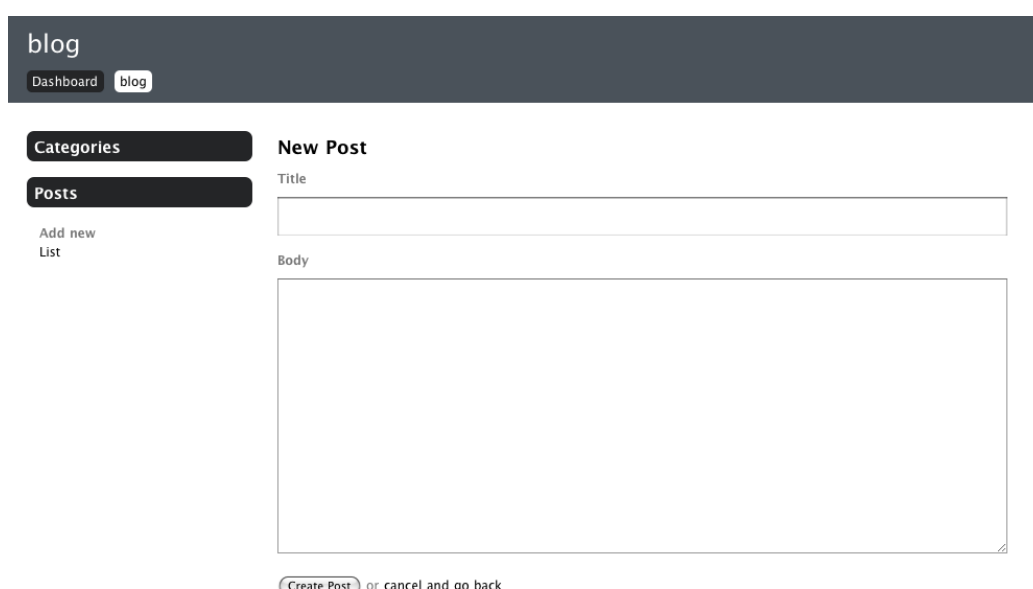 blog
Dashboard blog
Categories
Posts
Add new
List
New Post
Title
Body
Create Post or cancel and go back